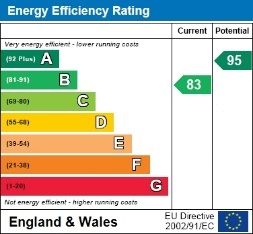 Energy Efficiency Rating
Current Potential
Very energy efficient - lower running costs
(92 Plus) A
95
(81-91) B
83
(69-80) C
(55-68) D
(39-54) E
(21-38) F
(1-20) G
Not energy efficient - higher running costs
England & Wales
EU Directive
2002/91/EC